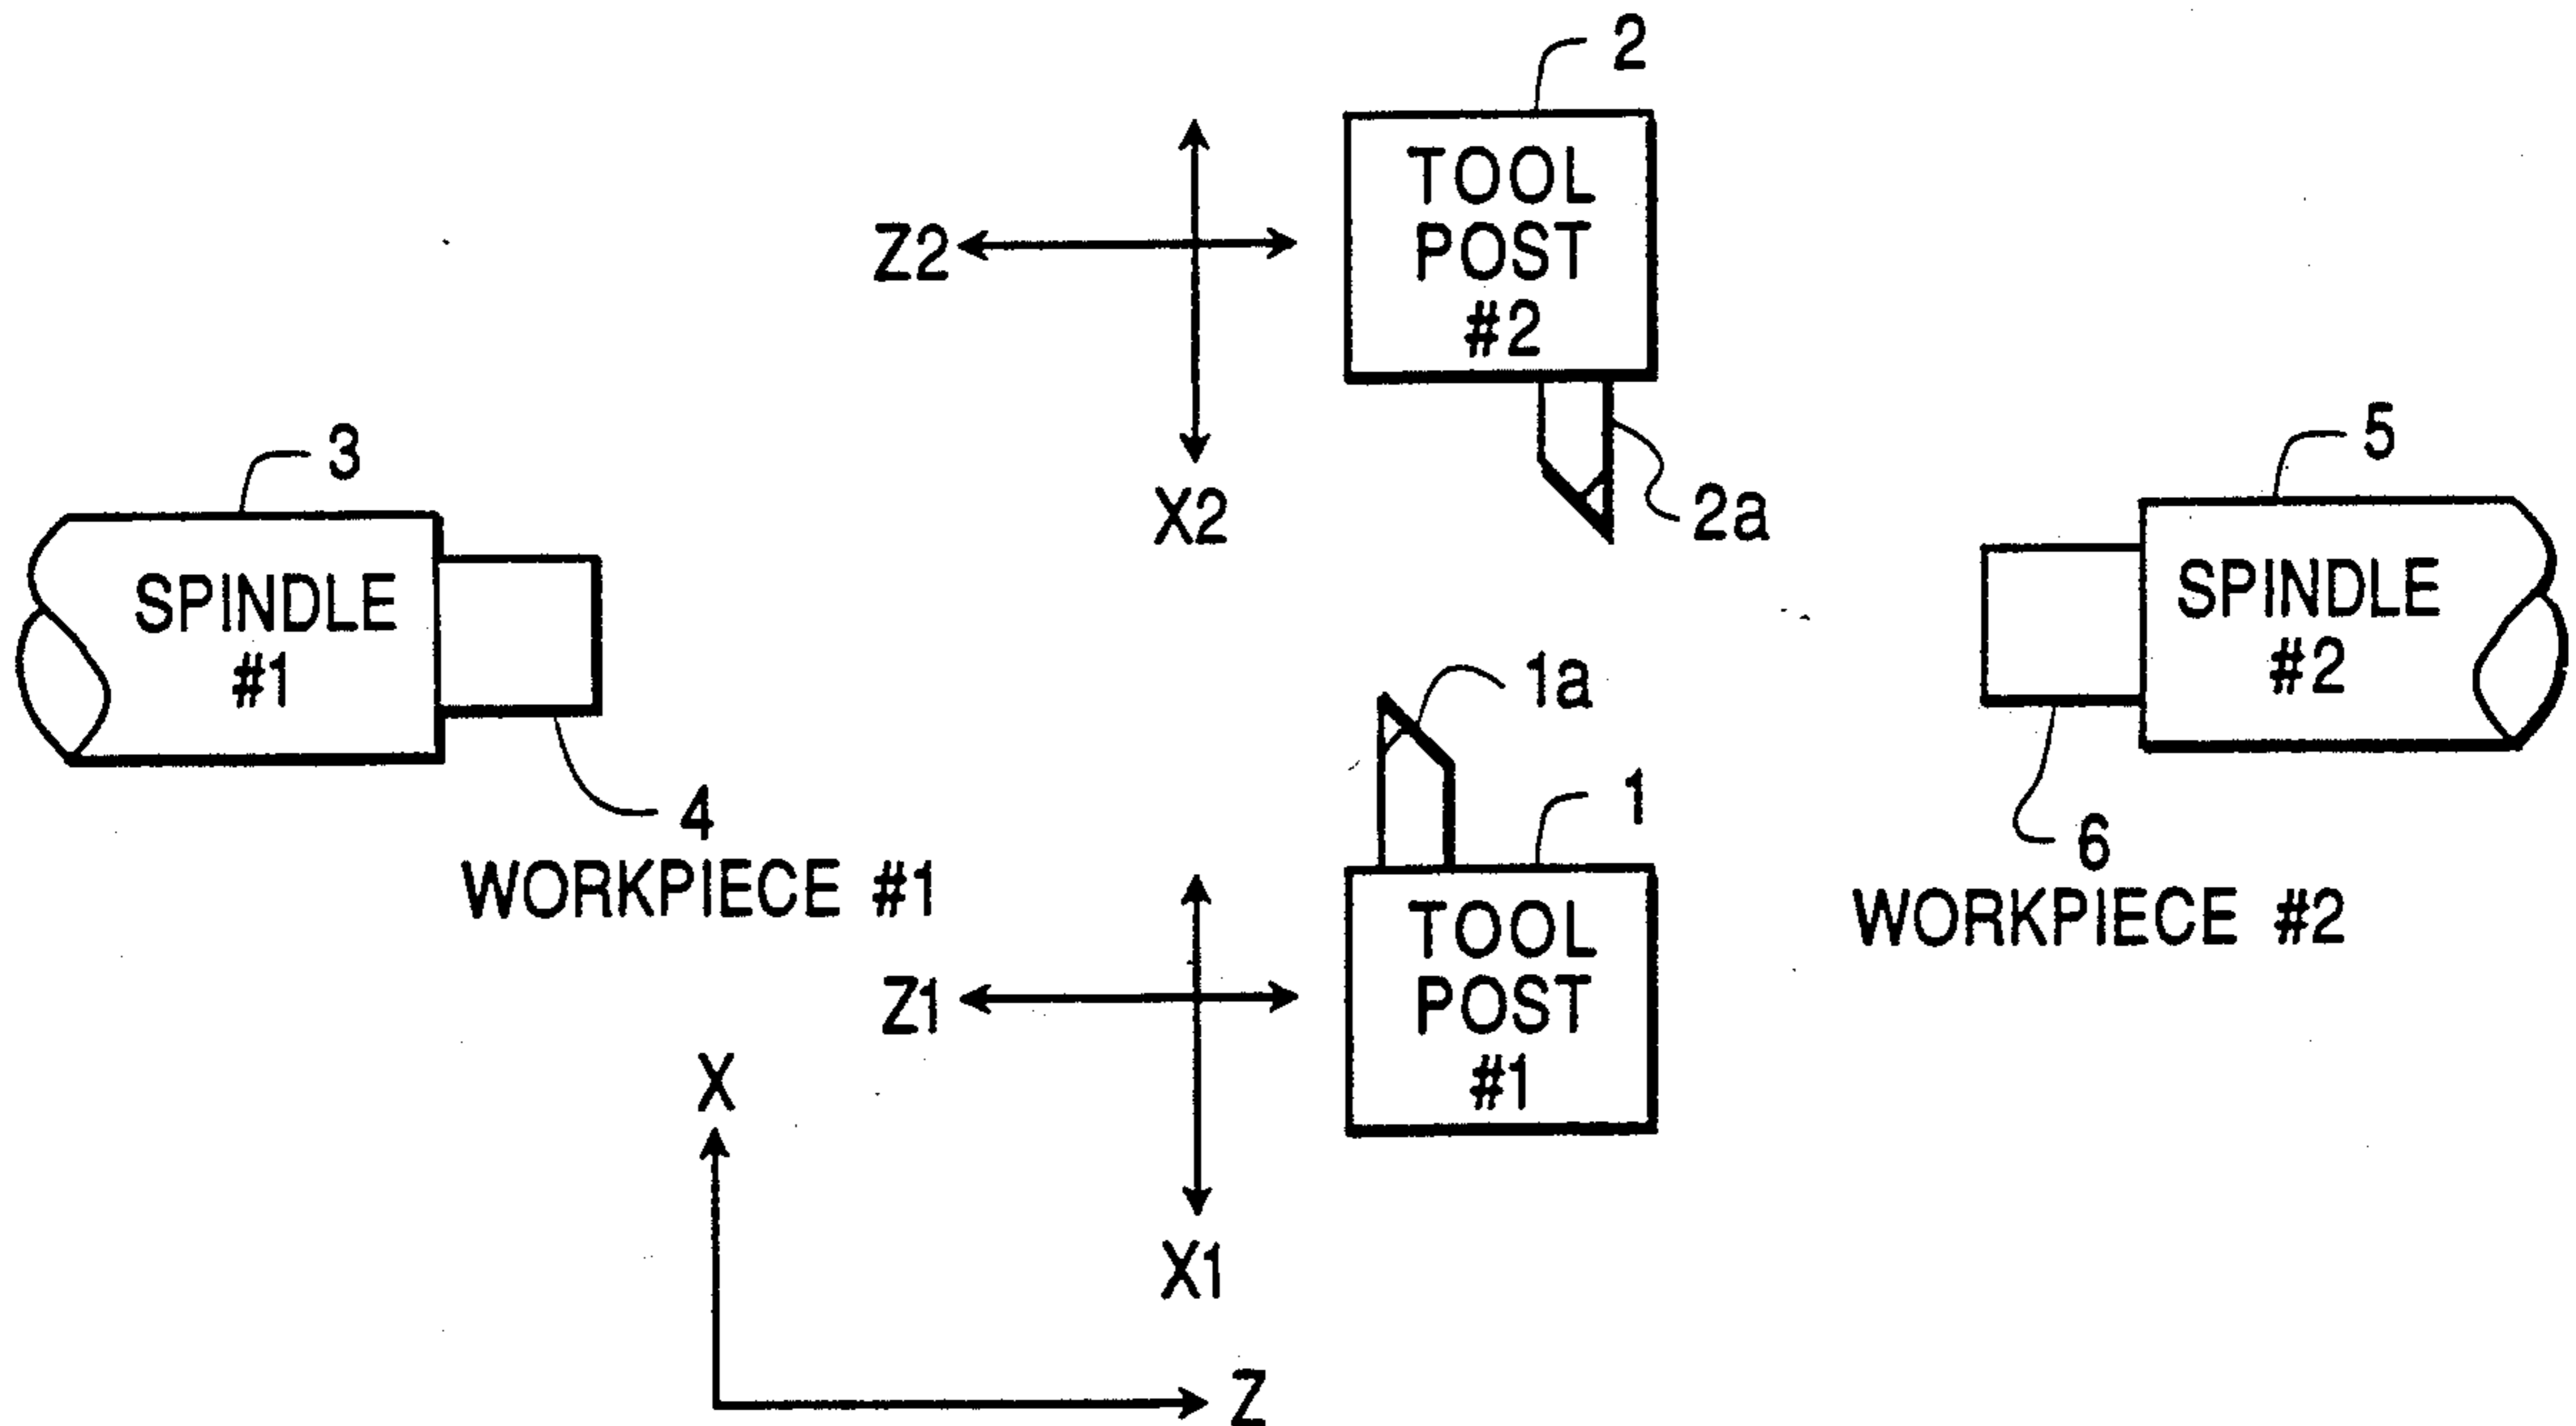 2
TOOL
POST
#2
Z2
X2
2a
3
SPINDLE
#1
4
WORKPIECE #1
5
SPINDLE
#2
6
WORKPIECE #2
1a
1
TOOL
POST
#1
Z1
X1
X
Z